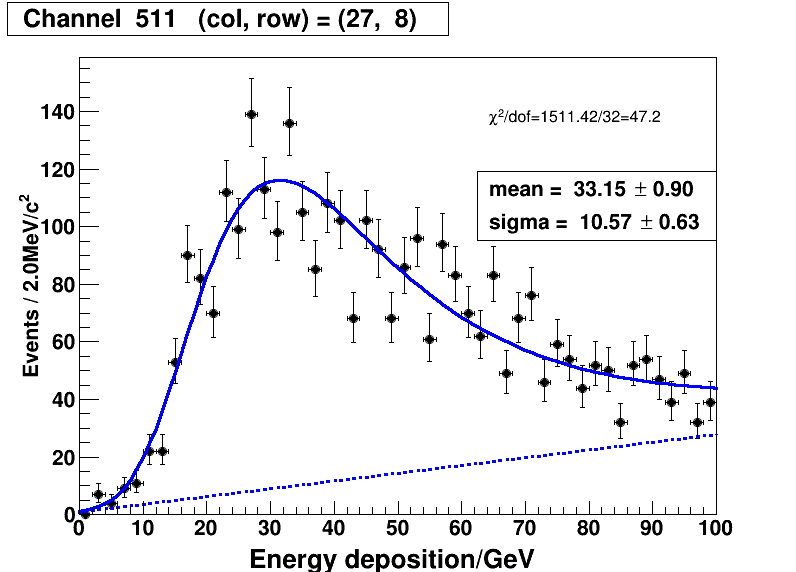 Channel 511 (col, row) = (27, 8)
χ²/dof=1511.42/32=47.2
mean = 33.15 ± 0.90
sigma = 10.57 ± 0.63
Events / 2.0MeV/c²
140
120
100
80
60
40
20
0
0 10 20 30 40 50 60 70 80 90 100
Energy deposition/GeV